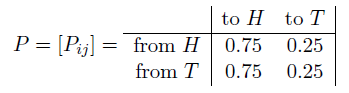 to H to T
P = [Pij] = from H 0.75 0.25
from T 0.75 0.25